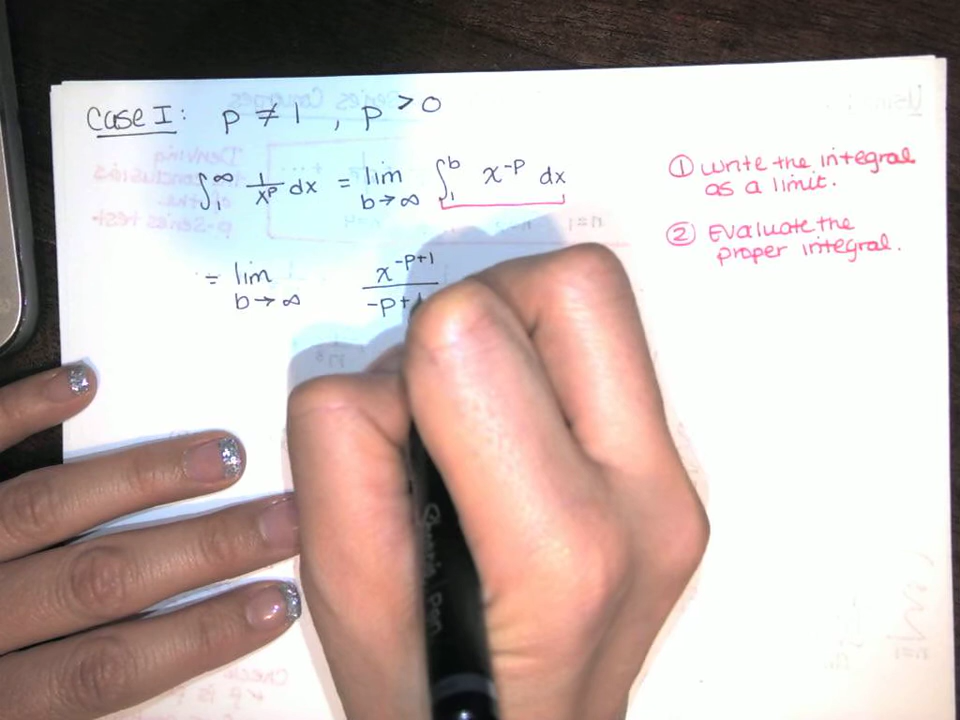 Case I: p ≠ 1 , p > 0
∫₁^∞ 1/x^p dx = lim b→∞ ∫₁^b x^-p dx
= lim b→∞ x^-p+1 / -p+1
① Write the integral
as a limit.
② Evaluate the
proper integral.